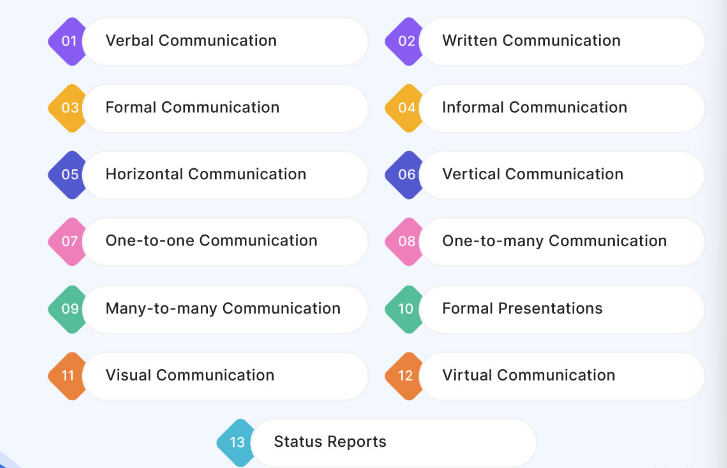 01 Verbal Communication
02 Written Communication
03 Formal Communication
04 Informal Communication
05 Horizontal Communication
06 Vertical Communication
07 One-to-one Communication
08 One-to-many Communication
09 Many-to-many Communication
10 Formal Presentations
11 Visual Communication
12 Virtual Communication
13 Status Reports